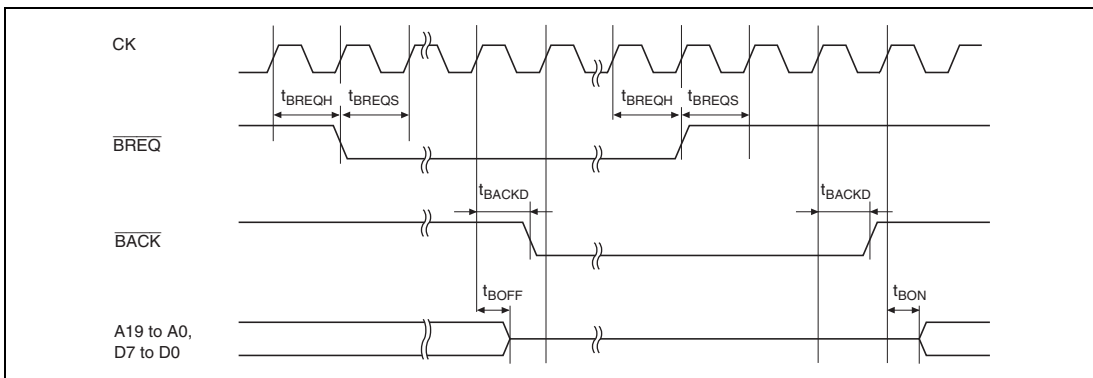 CK
tBREQH tBREQS tBREQH tBREQS
BREQ
tBACKD tBACKD
BACK
tBOFF tBON
A19 to A0,
D7 to D0